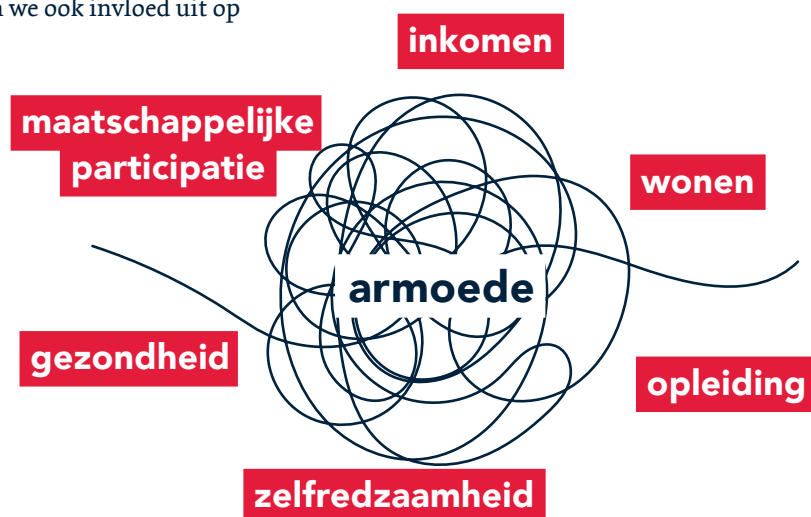 we ook invloed uit op
inkomen
maatschappelijke
participatie
wonen
armoede
gezondheid
opleiding
zelfredzaamheid